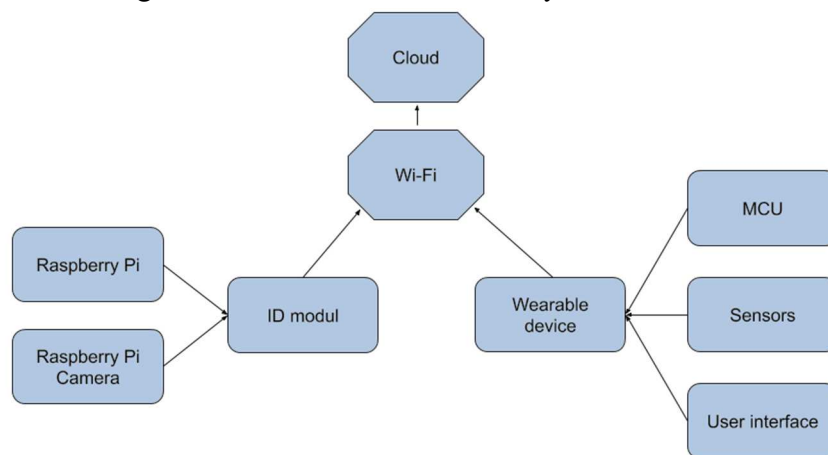 Cloud
Wi-Fi
MCU
Raspberry Pi
ID modul
Wearable
device
Sensors
Raspberry Pi
Camera
User interface